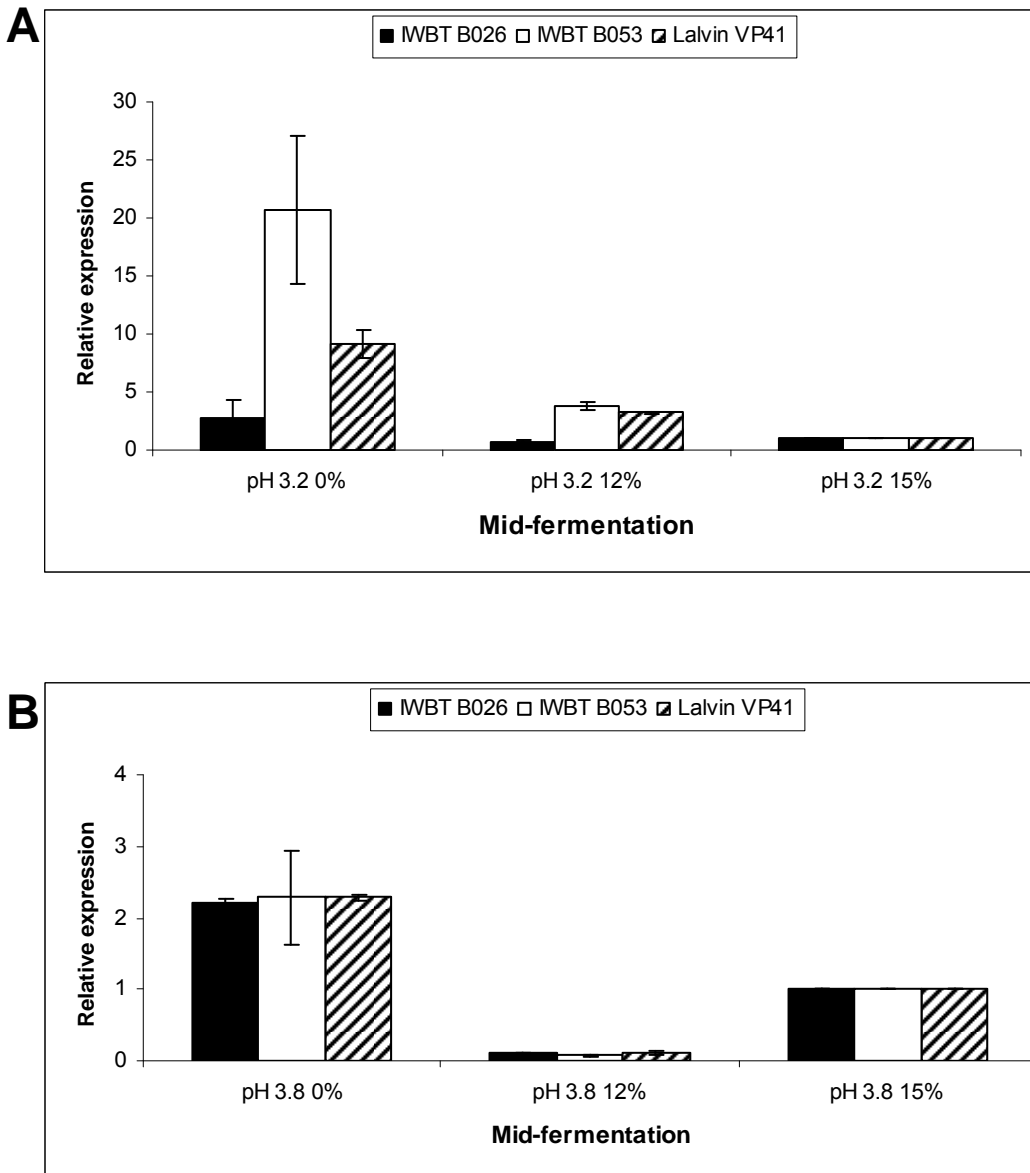 A
IWBT B026 IWBT B053 Lalvin VP41
30
25
20
15
10
5
0
Relative expression
pH 3.2 0% pH 3.2 12% pH 3.2 15%
Mid-fermentation
B
IWBT B026 IWBT B053 Lalvin VP41
4
3
2
1
0
Relative expression
pH 3.8 0% pH 3.8 12% pH 3.8 15%
Mid-fermentation